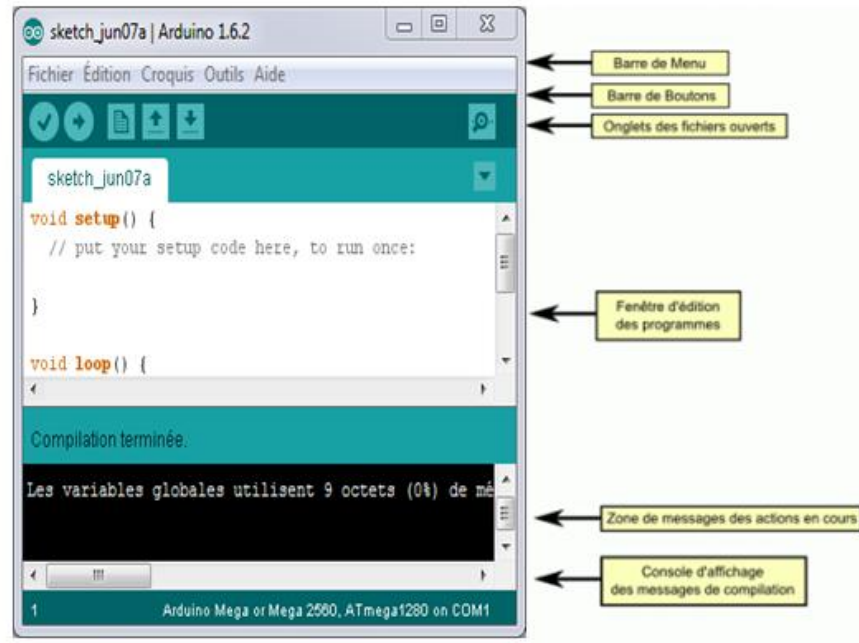 sketch_jun07a | Arduino 1.6.2
Fichier Édition Croquis Outils Aide
sketch_jun07a
void setup() {
// put your setup code here, to run once:
}
void loop() {
Compilation terminée.
Les variables globales utilisent 9 octets (0%) de mé
1 Arduino Mega or Mega 2560, ATmega1280 on COM1
Barre de Menu
Barre de Boutons
Onglets des fichiers ouverts
Fenêtre d'édition
des programmes
Zone de messages des actions en cours
Console d'affichage
des messages de compilation